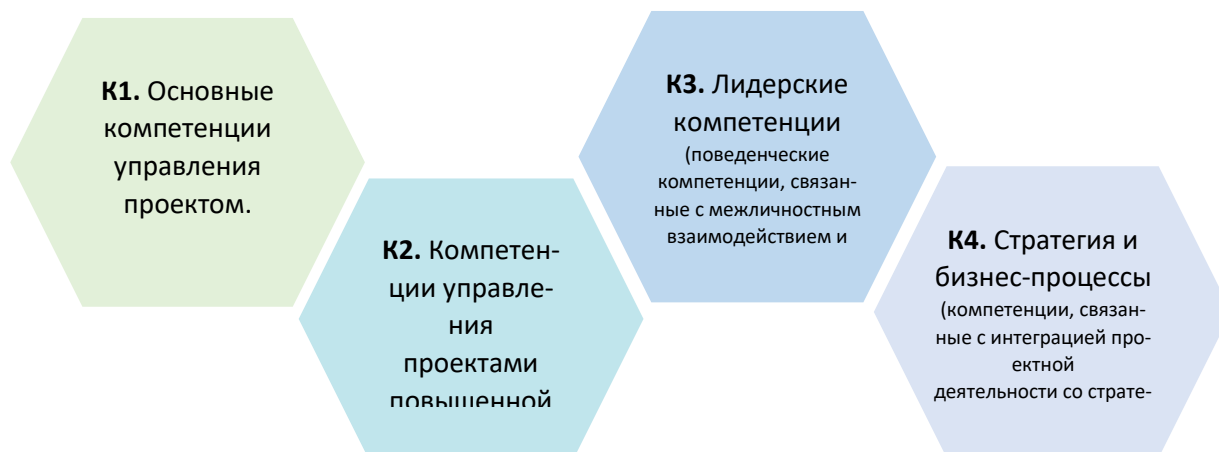 К1. Основные
компетенции
управления
проектом.
К2. Компетен-
ции управле-
ния
проектами
повышенной
К3. Лидерские
компетенции
(поведенческие
компетенции, связан-
ные с межличностным
взаимодействием и
К4. Стратегия и
бизнес-процессы
(компетенции, связан-
ные с интеграцией про-
ектной
деятельности со страте-